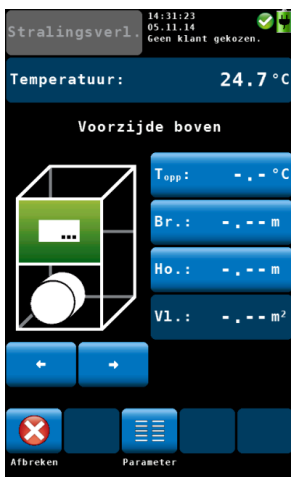 Stralingsverl.
14:31:23
05.11.14
Geen klant gekozen.
Temperatuur: 24.7°C
Voorzijde boven
Topp: -.-°C
Br.: -.--m
Ho.: -.--m
Vl.: -.--m²
Afbreken Parameter